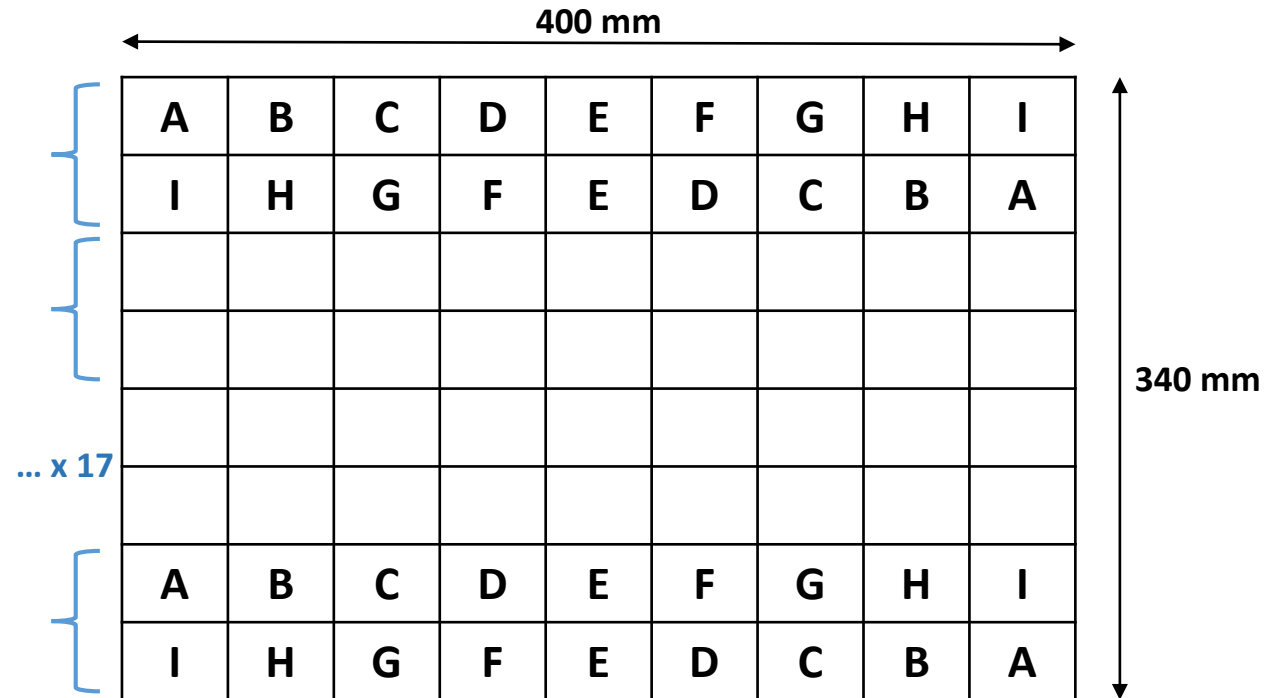 400 mm
A B C D E F G H I
I H G F E D C B A
340 mm
... x 17
A B C D E F G H I
I H G F E D C B A